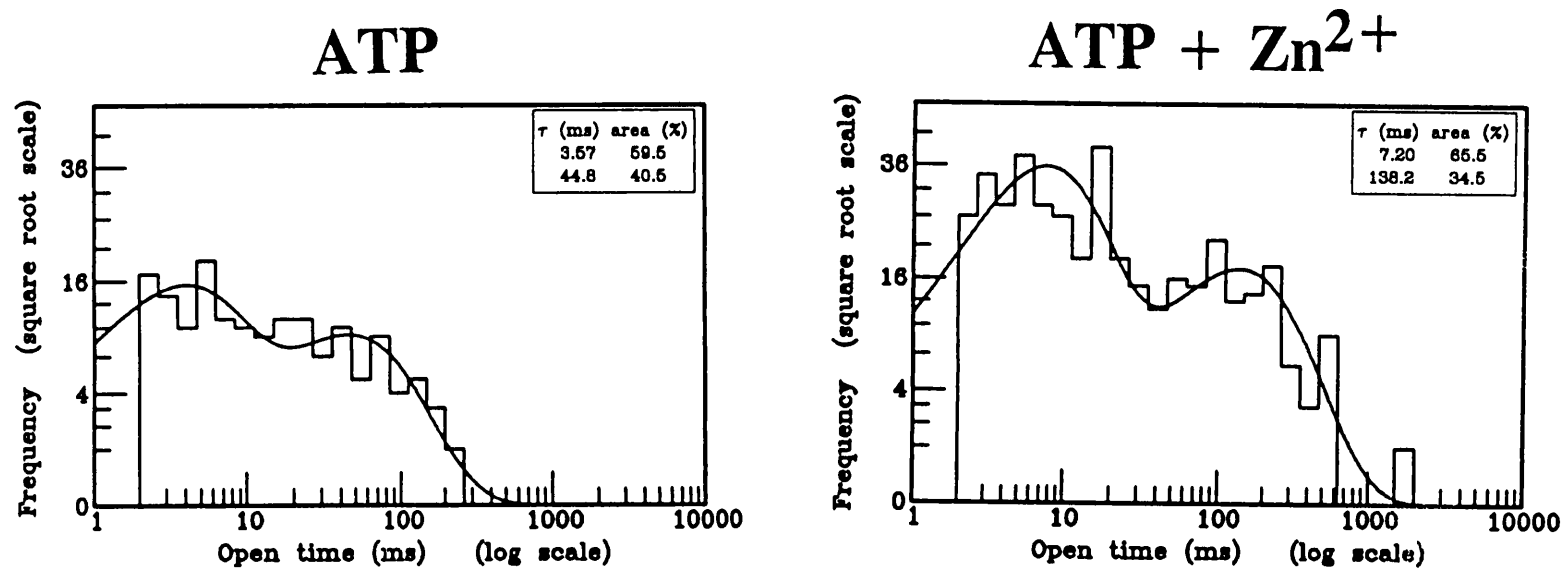 ATP
Frequency (square root scale)
36
16
4
0
τ (ms) area (%)
3.57 59.5
44.8 40.5
1 10 100 1000 10000
Open time (ms) (log scale)
ATP + Zn²⁺
Frequency (square root scale)
36
16
4
0
τ (ms) area (%)
7.20 65.5
138.2 34.5
1 10 100 1000 10000
Open time (ms) (log scale)